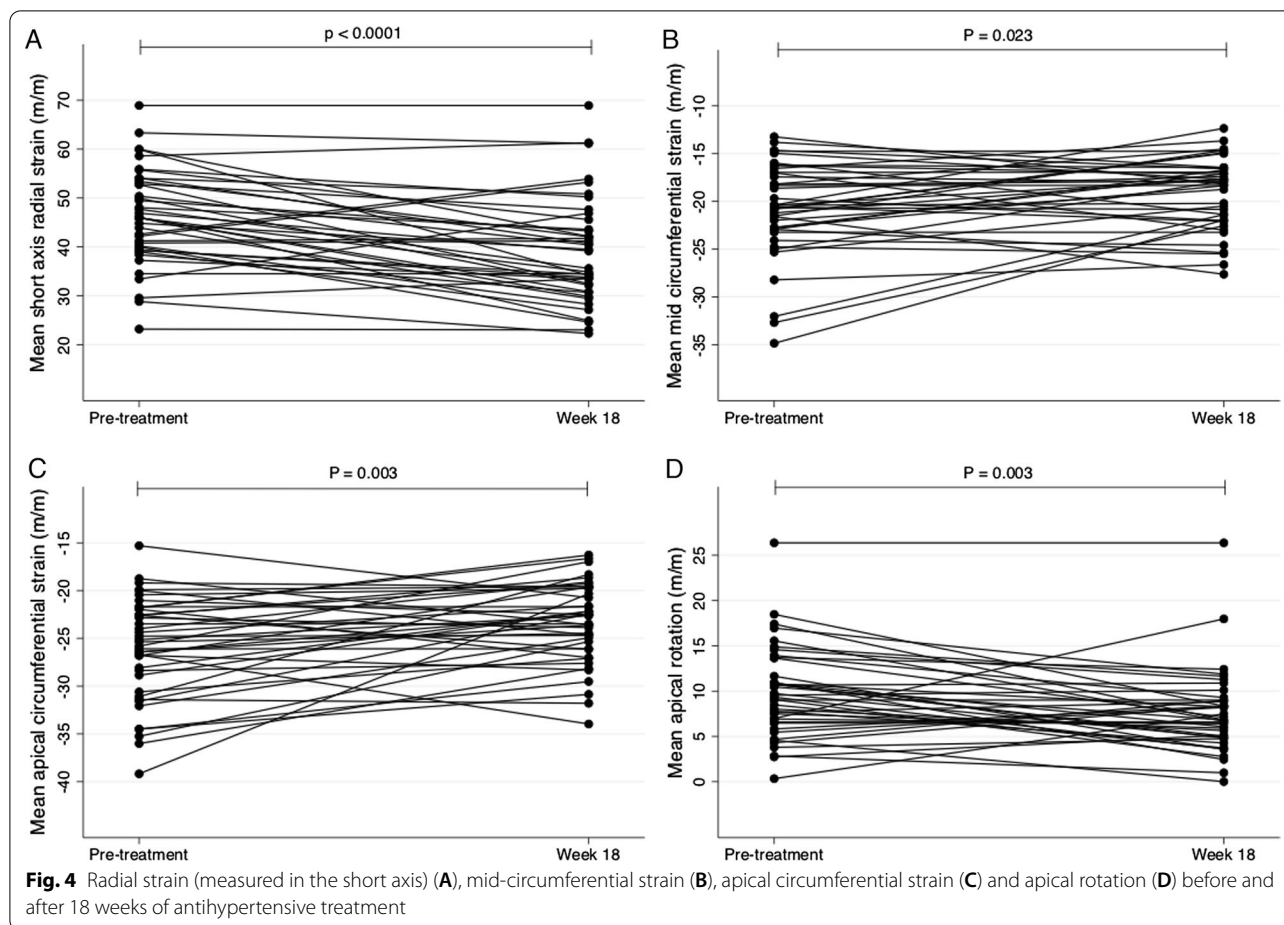 A
p < 0.0001
Mean short axis radial strain (m/m)
70
60
50
40
30
20
Pre-treatment
Week 18
B
P = 0.023
Mean mid circumferential strain (m/m)
-10
-15
-20
-25
-30
-35
Pre-treatment
Week 18
C
P = 0.003
Mean apical circumferential strain (m/m)
-15
-20
-25
-30
-35
-40
Pre-treatment
Week 18
D
P = 0.003
Mean apical rotation (m/m)
25
20
15
10
5
0
Pre-treatment
Week 18
Fig. 4 Radial strain (measured in the short axis) (A), mid-circumferential strain (B), apical circumferential strain (C) and apical rotation (D) before and
after 18 weeks of antihypertensive treatment